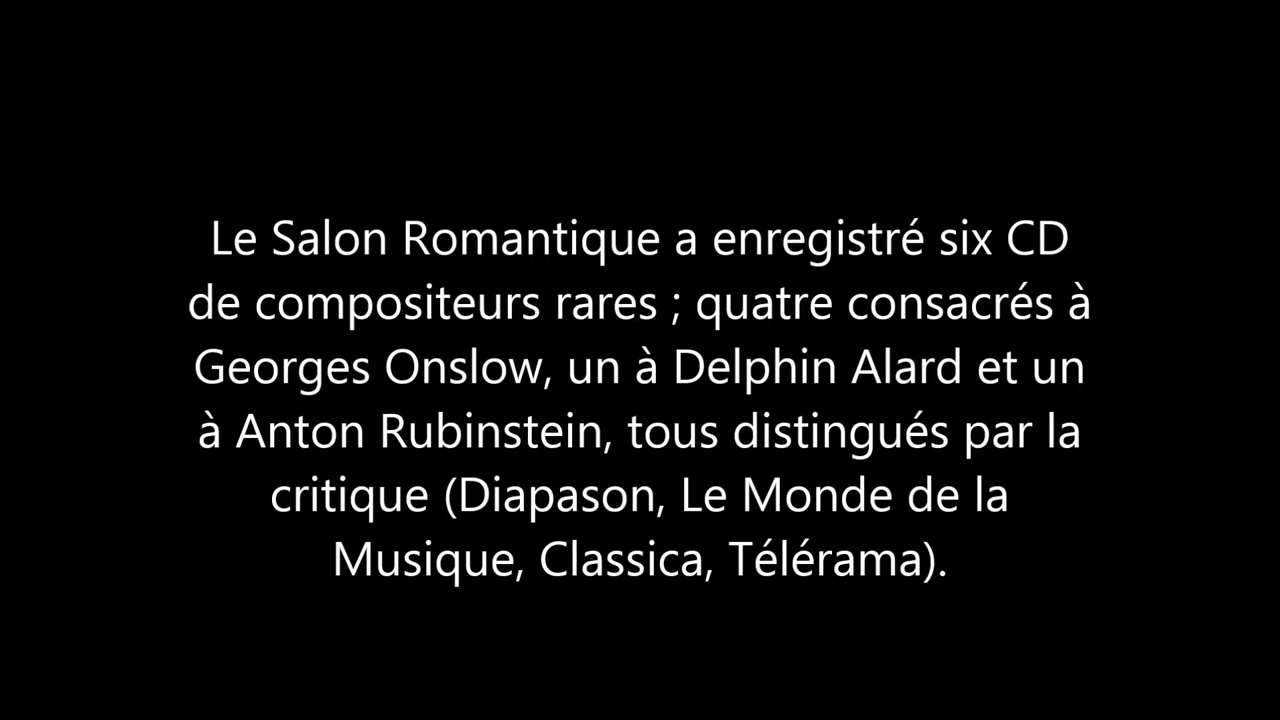 Le Salon Romantique a enregistré six CD
de compositeurs rares ; quatre consacrés à
Georges Onslow, un à Delphin Alard et un
à Anton Rubinstein, tous distingués par la
critique (Diapason, Le Monde de la
Musique, Classica, Télérama).